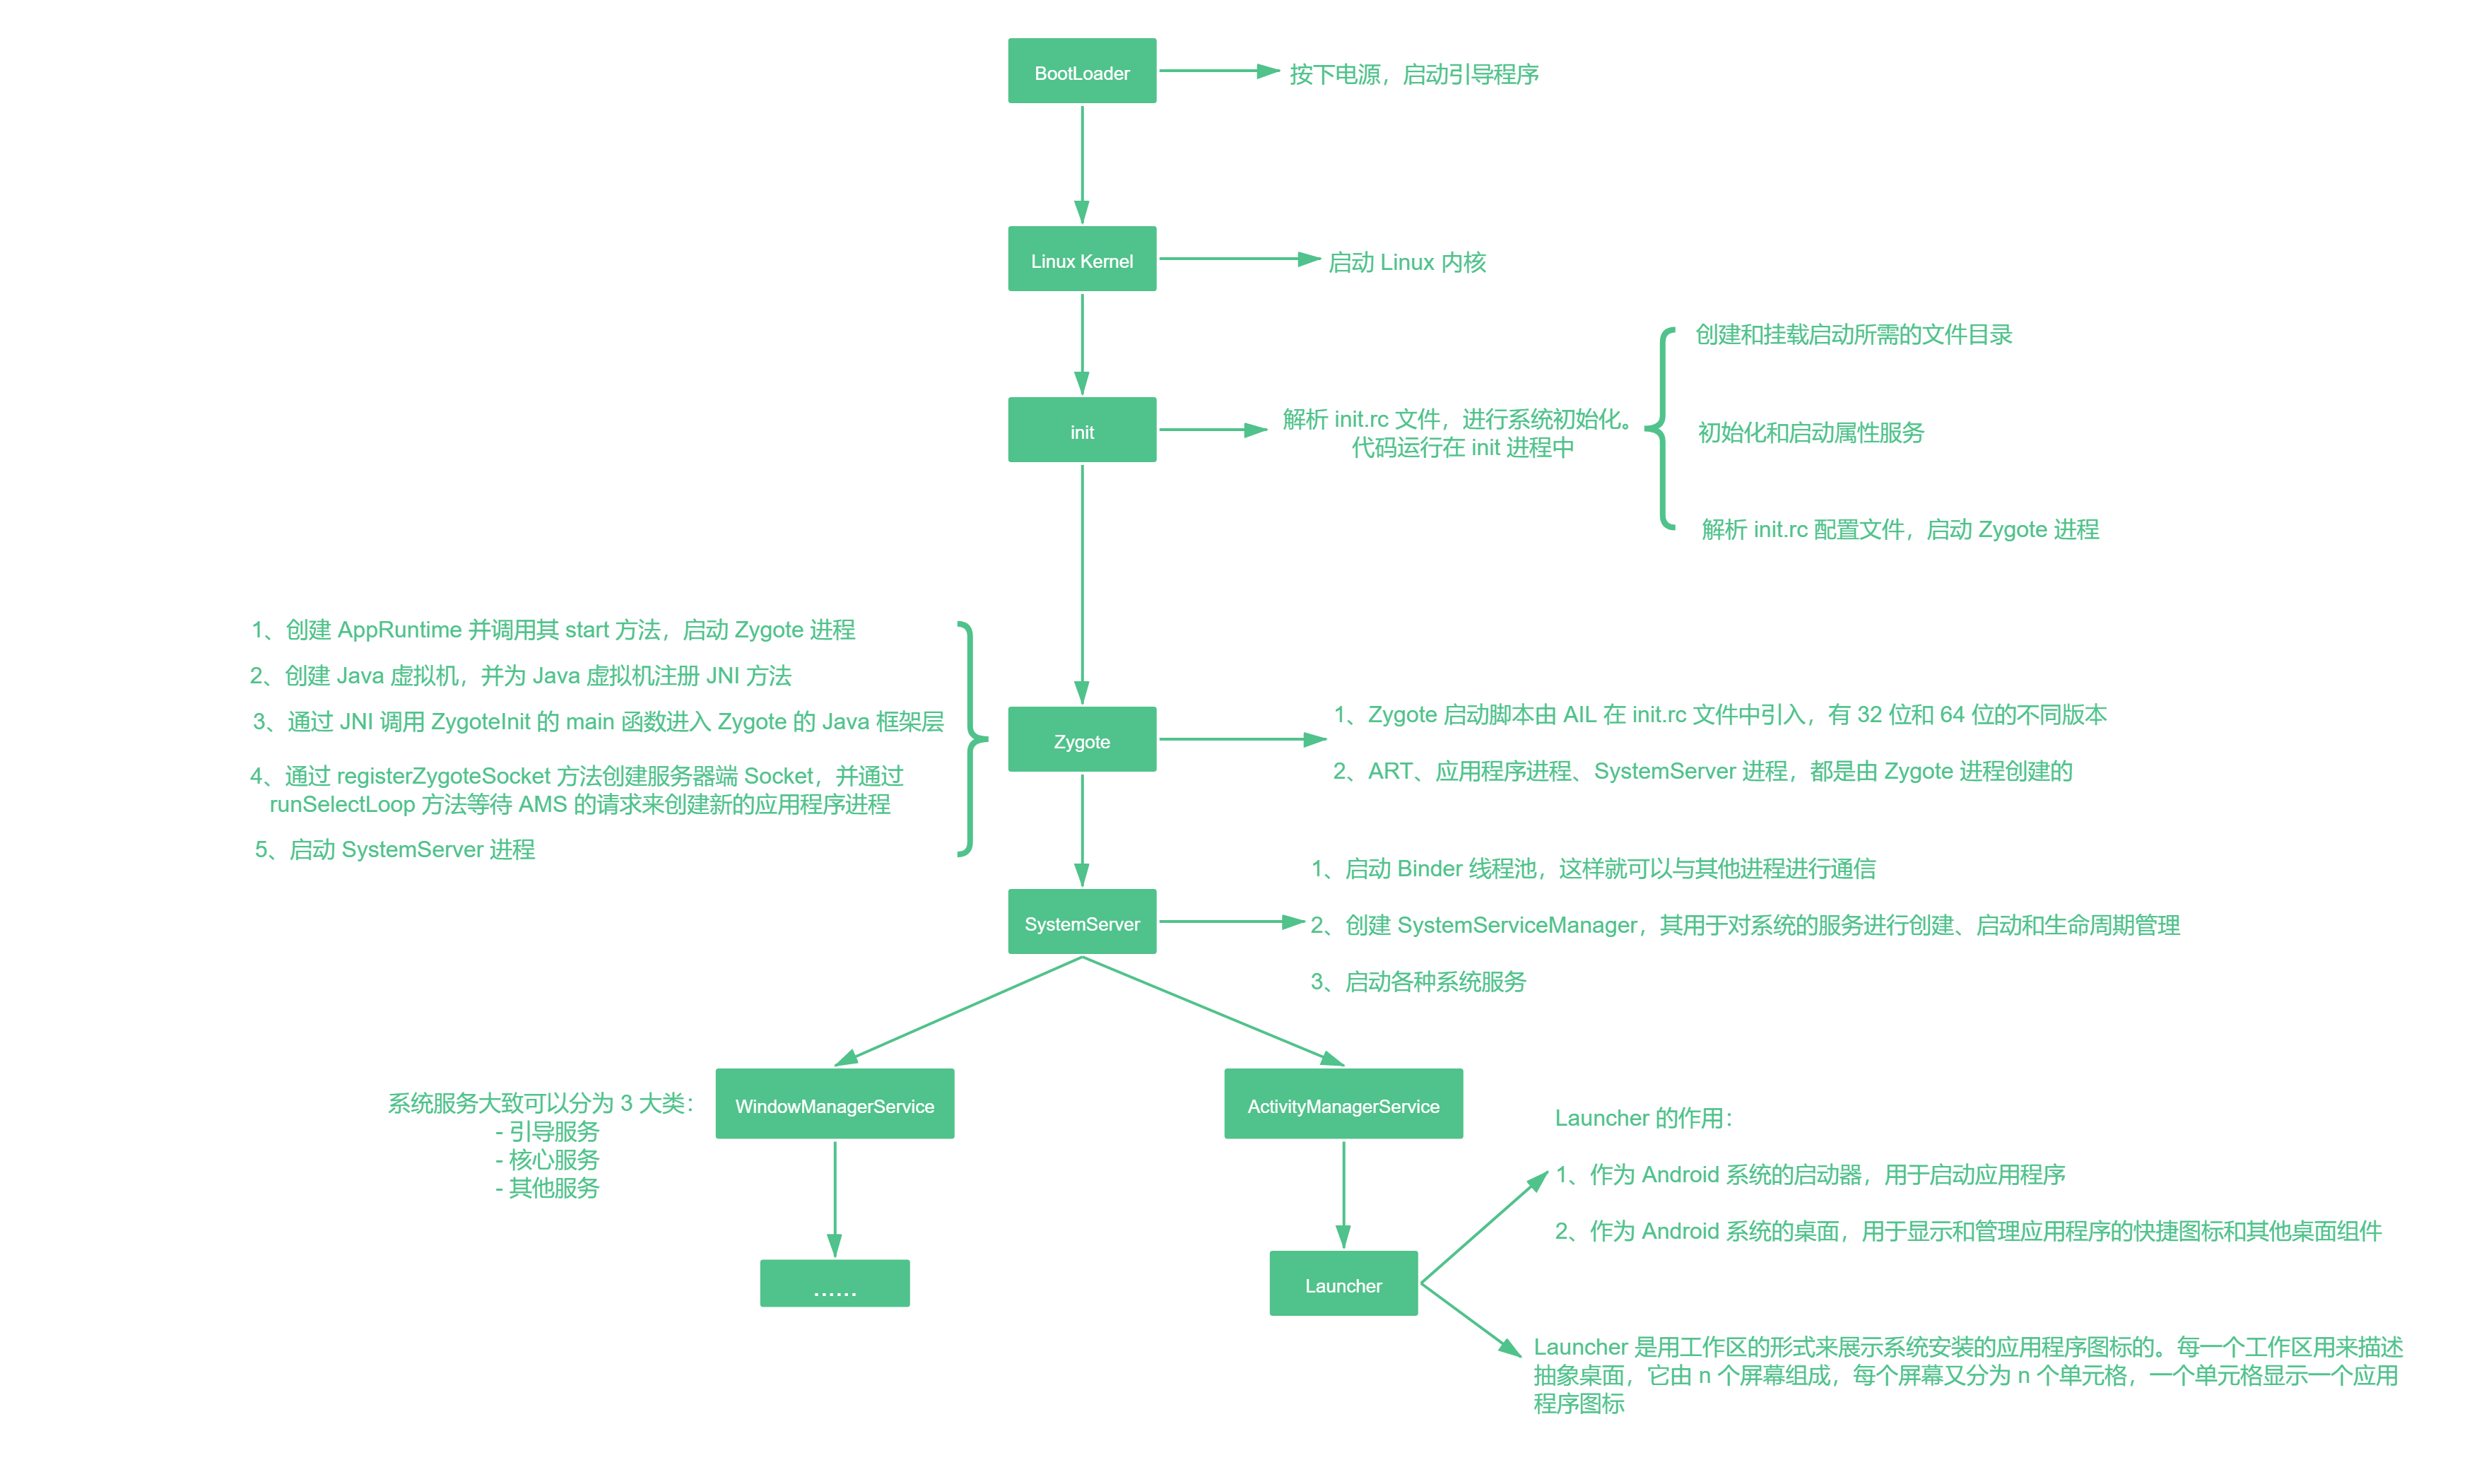 BootLoader
按下电源，启动引导程序
Linux Kernel
启动 Linux 内核
init
解析 init.rc 文件，进行系统初始化。
代码运行在 init 进程中
创建和挂载启动所需的文件目录
初始化和启动属性服务
解析 init.rc 配置文件，启动 Zygote 进程
1、创建 AppRuntime 并调用其 start 方法，启动 Zygote 进程
2、创建 Java 虚拟机，并为 Java 虚拟机注册 JNI 方法
3、通过 JNI 调用 ZygoteInit 的 main 函数进入 Zygote 的 Java 框架层
4、通过 registerZygoteSocket 方法创建服务器端 Socket，并通过
runSelectLoop 方法等待 AMS 的请求来创建新的应用程序进程
5、启动 SystemServer 进程
Zygote
1、Zygote 启动脚本由 AIL 在 init.rc 文件中引入，有 32 位和 64 位的不同版本
2、ART、应用程序进程、SystemServer 进程，都是由 Zygote 进程创建的
SystemServer
1、启动 Binder 线程池，这样就可以与其他进程进行通信
2、创建 SystemServiceManager，其用于对系统的服务进行创建、启动和生命周期管理
3、启动各种系统服务
系统服务大致可以分为 3 大类：
- 引导服务
- 核心服务
- 其他服务
WindowManagerService
ActivityManagerService
......
Launcher
Launcher 的作用：
1、作为 Android 系统的启动器，用于启动应用程序
2、作为 Android 系统的桌面，用于显示和管理应用程序的快捷图标和其他桌面组件
Launcher 是用工作区的形式来展示系统安装的应用程序图标的。每一个工作区用来描述
抽象桌面，它由 n 个屏幕组成，每个屏幕又分为 n 个单元格，一个单元格显示一个应用
程序图标